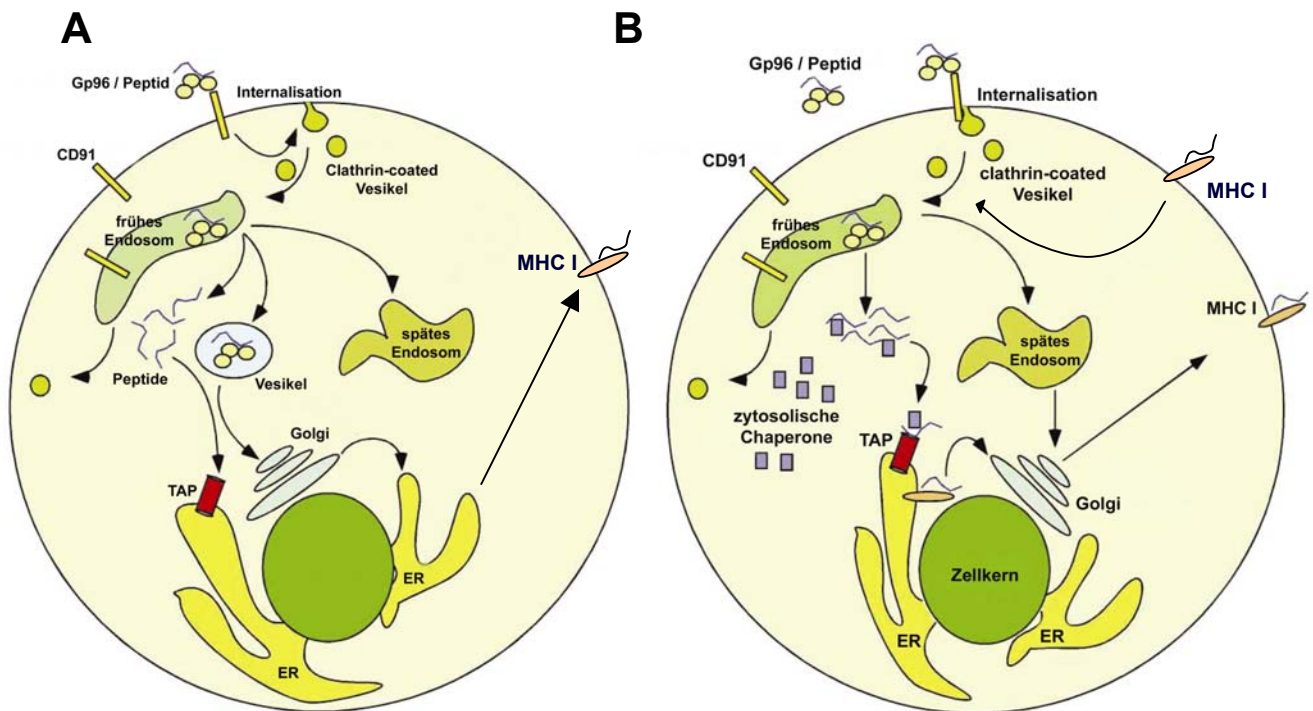 A
Gp96 / Peptid
Internalisation
CD91
Clathrin-coated
Vesikel
frühes
Endosom
MHC I
spätes
Endosom
Peptide
Vesikel
Golgi
TAP
ER
ER
B
Gp96 / Peptid
Internalisation
CD91
clathrin-coated
Vesikel
MHC I
frühes
Endosom
MHC I
spätes
Endosom
zytosolische
Chaperone
TAP
Golgi
Zellkern
ER
ER